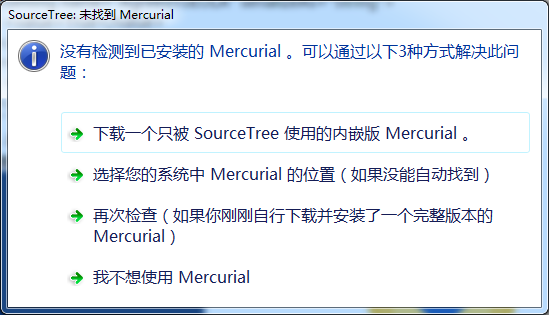 SourceTree: 未找到 Mercurial
没有检测到已安装的 Mercurial 。可以通过以下3种方式解决此问
题：
下载一个只被 SourceTree 使用的内嵌版 Mercurial 。
选择您的系统中 Mercurial 的位置（如果没能自动找到）
再次检查（如果你刚刚自行下载并安装了一个完整版本的
Mercurial）
我不想使用 Mercurial